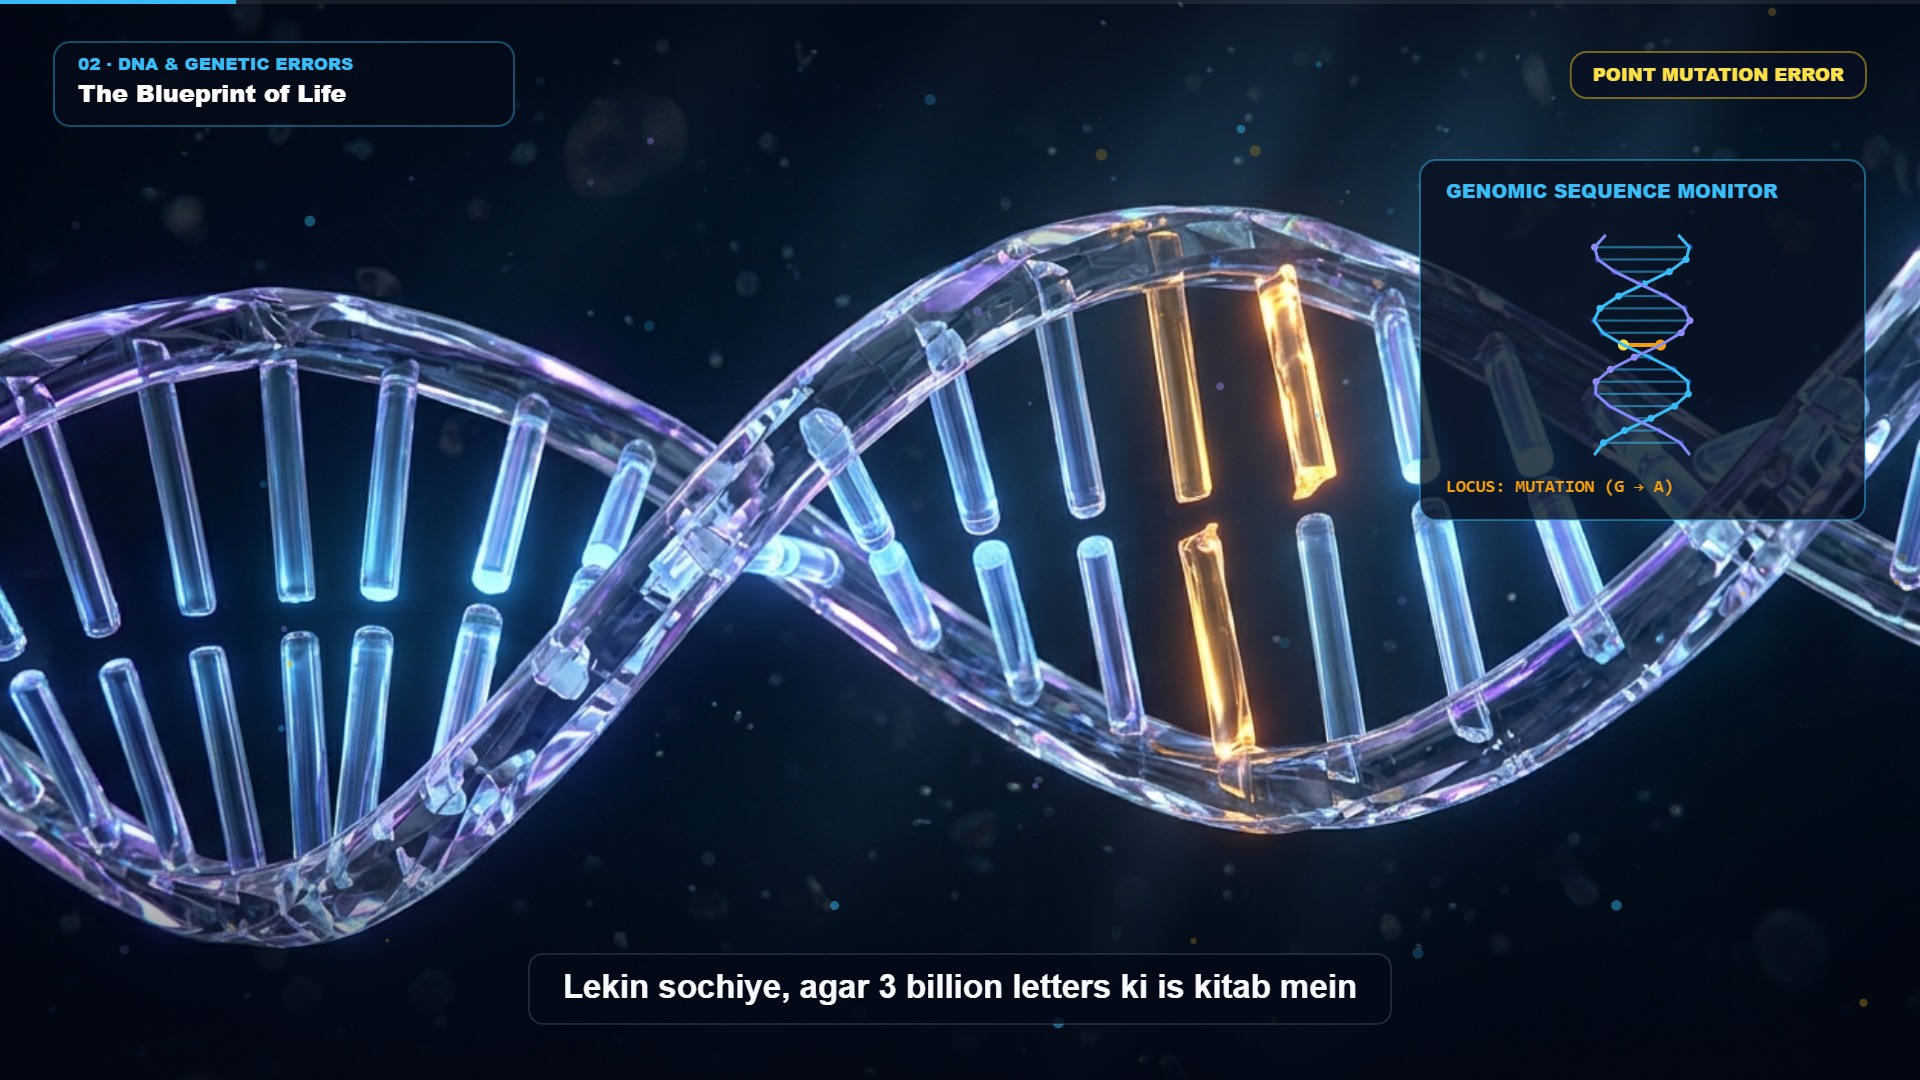 02 - DNA & GENETIC ERRORS
The Blueprint of Life
POINT MUTATION ERROR
GENOMIC SEQUENCE MONITOR
LOCUS: MUTATION (G → A)
Lekin sochiye, agar 3 billion letters ki is kitab mein